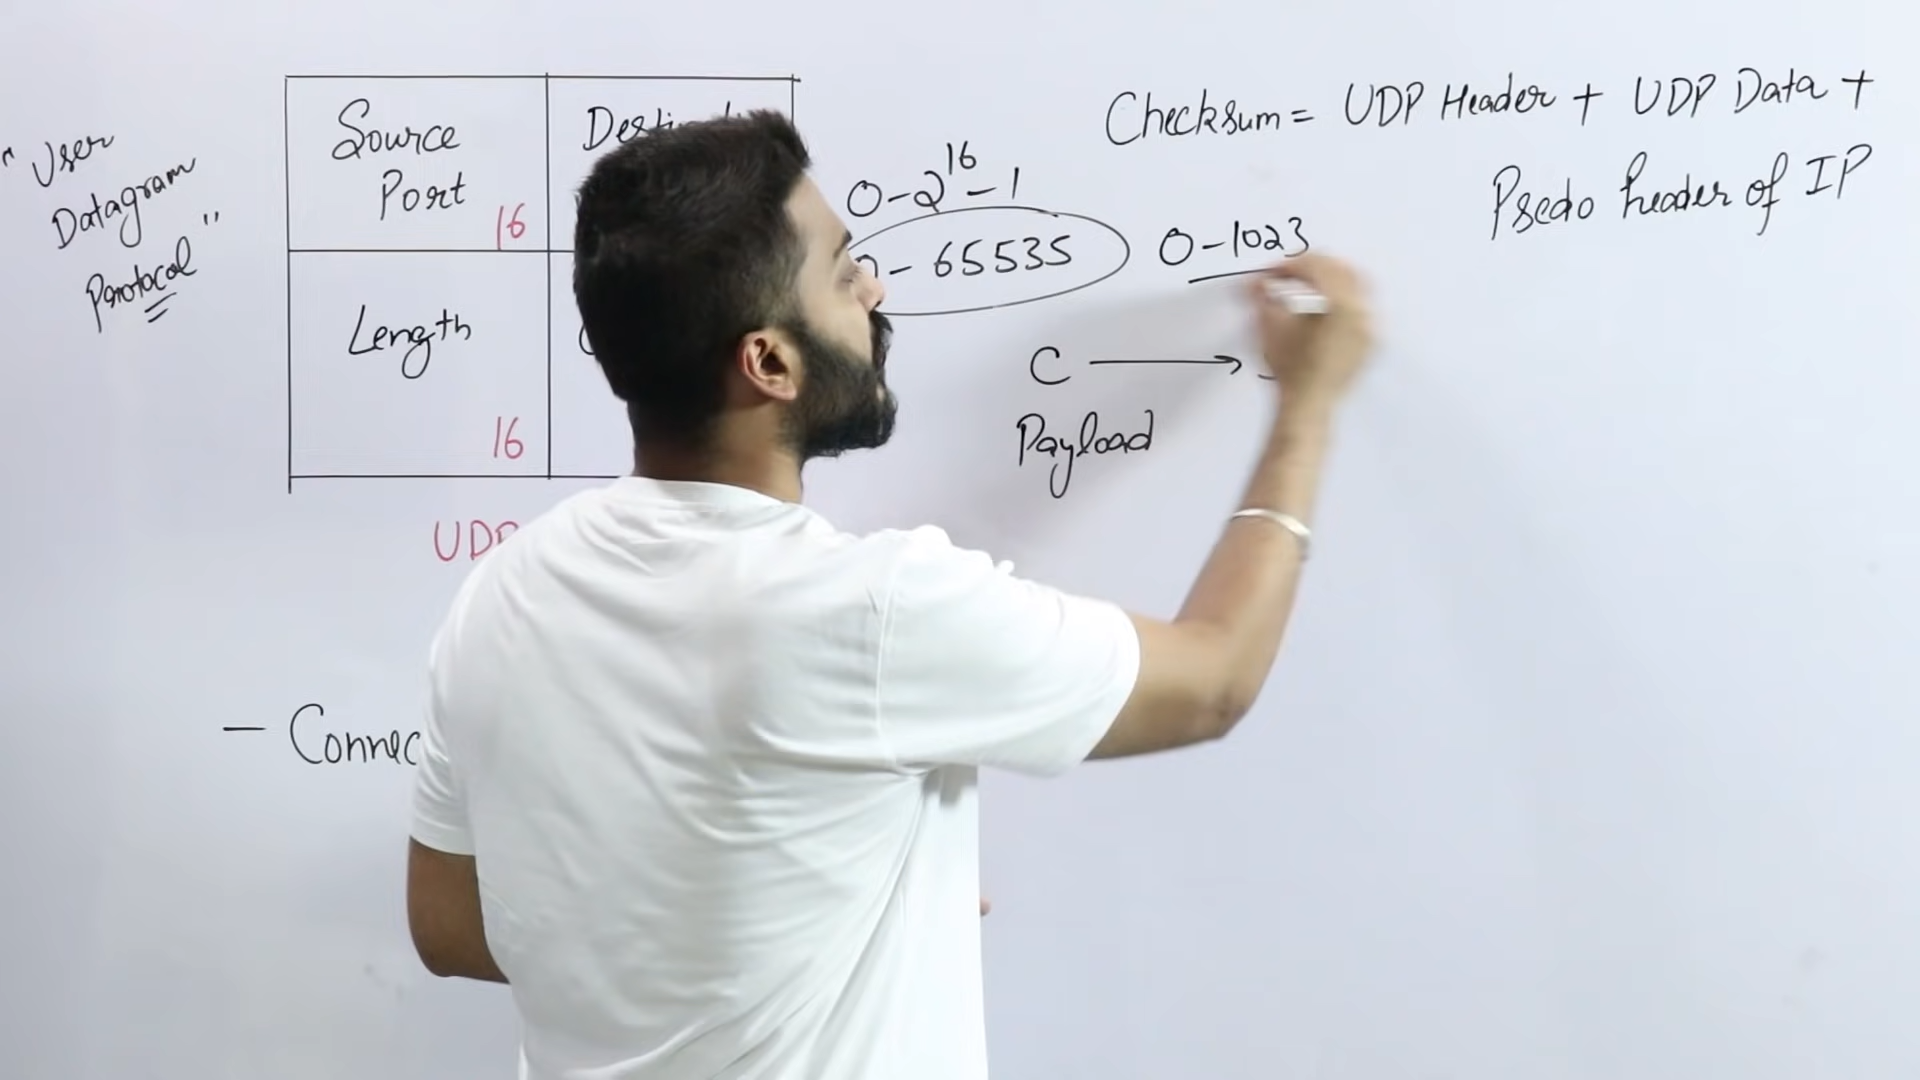 "User
Datagram
Protocol"
Source
Port
16
Length
16
UDP
- Connec
0-2^16-1
- 65535
0-1023
C →
Payload
Checksum = UDP Header + UDP Data +
Psedo header of IP